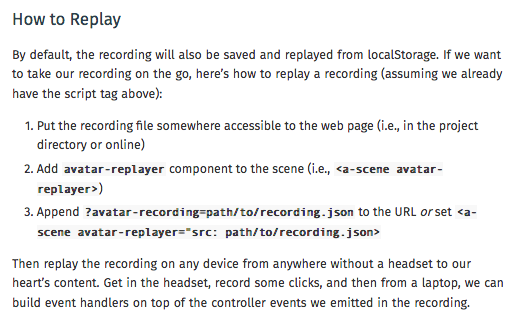 How to Replay
By default, the recording will also be saved and replayed from localStorage. If we want
to take our recording on the go, here's how to replay a recording (assuming we already
have the script tag above):
1. Put the recording file somewhere accessible to the web page (i.e., in the project
directory or online)
2. Add avatar-replayer component to the scene (i.e., <a-scene avatar-
replayer>)
3. Append ?avatar-recording=path/to/recording.json to the URL or set <a-
scene avatar-replayer="src: path/to/recording.json>
Then replay the recording on any device from anywhere without a headset to our
heart's content. Get in the headset, record some clicks, and then from a laptop, we can
build event handlers on top of the controller events we emitted in the recording.